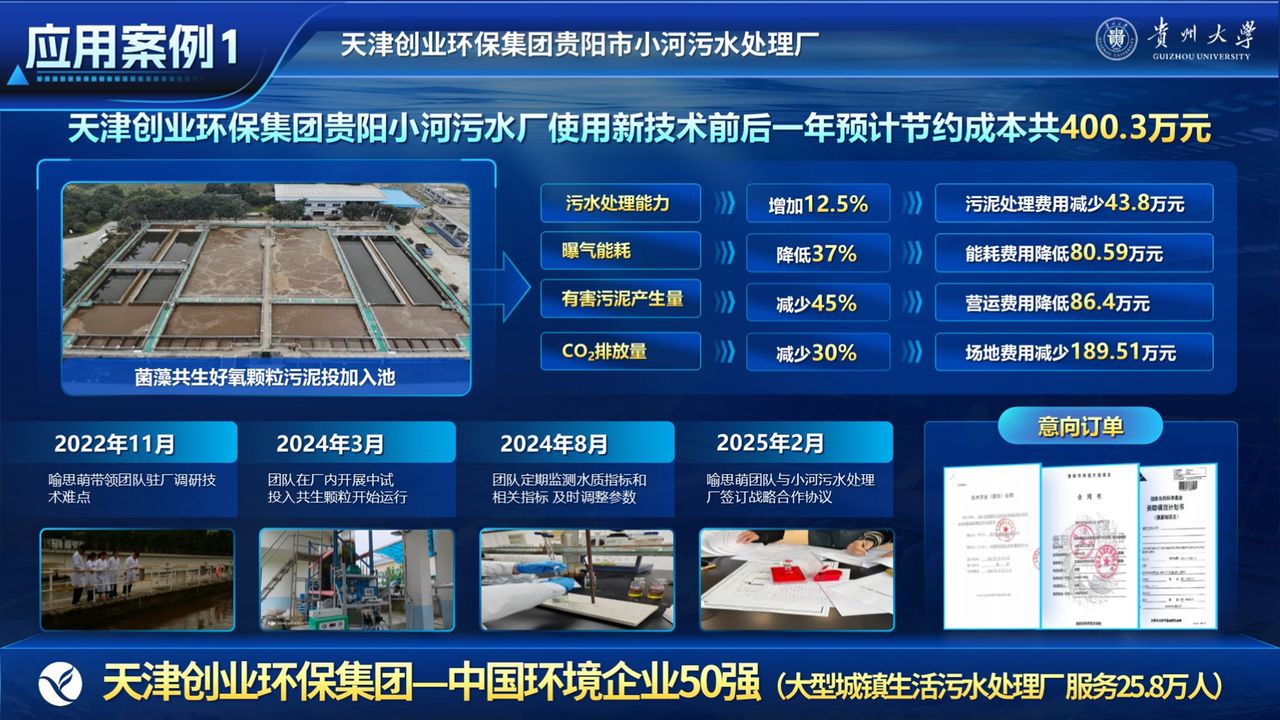 应用案例1
天津创业环保集团贵阳市小河污水处理厂
贵州大学
GUIZHOU UNIVERSITY
天津创业环保集团贵阳小河污水厂使用新技术前后一年预计节约成本共400.3万元
菌藻共生好氧颗粒污泥投加入池
污水处理能力
增加12.5%
污泥处理费用减少43.8万元
曝气能耗
降低37%
能耗费用降低80.59万元
有害污泥产生量
减少45%
营运费用降低86.4万元
CO₂排放量
减少30%
场地费用减少189.51万元
2022年11月
喻思萌带领团队驻厂调研技
术难点
2024年3月
团队在厂内开展中试
投入共生颗粒开始运行
2024年8月
团队定期监测水质指标和
相关指标 及时调整参数
2025年2月
喻思萌团队与小河污水处理
厂签订战略合作协议
意向订单
合同书
资助项目计划书
天津创业环保集团—中国环境企业50强（大型城镇生活污水处理厂 服务25.8万人）